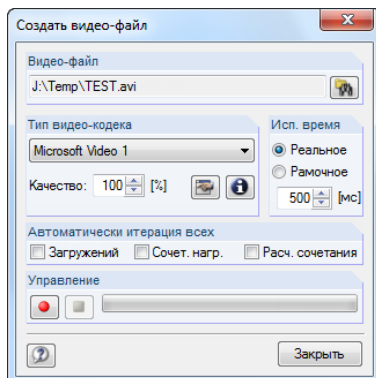 Создать видео-файл
Видео-файл
J:\Temp\TEST.avi
Тип видео-кодека
Исп. время
Microsoft Video 1
Реальное
Рамочное
Качество: 100 [%]
500 [мс]
Автоматически итерация всех
Загружений Сочет. нагр. Расч. сочетания
Управление
Закрыть